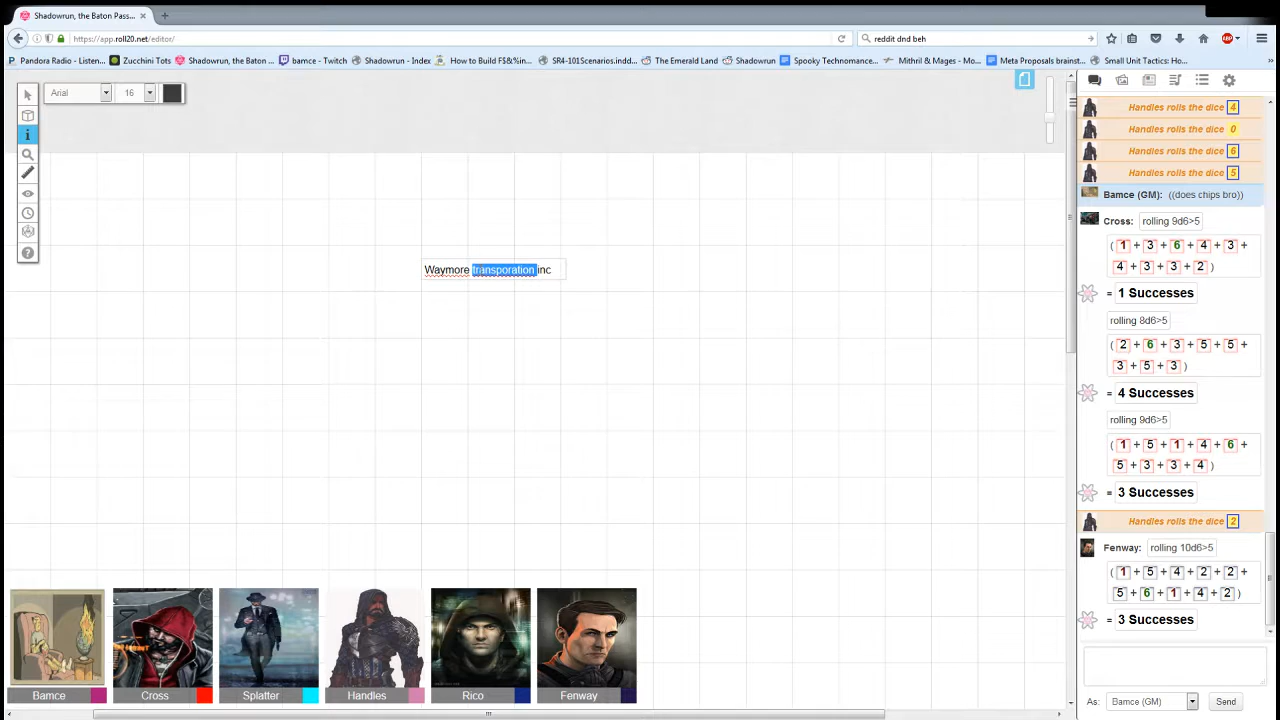 Shadowrun, the Baton Pass...
https://app.roll20.net/editor/
reddit dnd beh
ABP
Pandora Radio - Listen...
Zucchini Tots
Shadowrun, the Baton ...
bamce - Twitch
Shadowrun - Index
How to Build F$&%in...
SR4-101Scenarios.indd...
The Emerald Land
Shadowrun
Spooky Technomance...
Mithril & Mages - Mo...
Meta Proposals brainst...
Small Unit Tactics: Ho...
Arial
16
Waymore transporation inc
Handles rolls the dice 4
Handles rolls the dice 0
Handles rolls the dice 6
Handles rolls the dice 5
Bamce (GM): ((does chips bro))
Cross: rolling 9d6>5
( 1 + 3 + 6 + 4 + 3 +
4 + 3 + 3 + 2 )
= 1 Successes
rolling 8d6>5
( 2 + 6 + 3 + 5 + 5 +
3 + 5 + 3 )
= 4 Successes
rolling 9d6>5
( 1 + 5 + 1 + 4 + 6 +
5 + 3 + 3 + 4 )
= 3 Successes
Handles rolls the dice 2
Fenway: rolling 10d6>5
( 1 + 5 + 4 + 2 + 2 +
5 + 6 + 1 + 4 + 2 )
= 3 Successes
Bamce
Cross
Splatter
Handles
Rico
Fenway
As: Bamce (GM)
Send